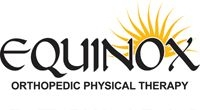 EQUINOX
ORTHOPEDIC PHYSICAL THERAPY